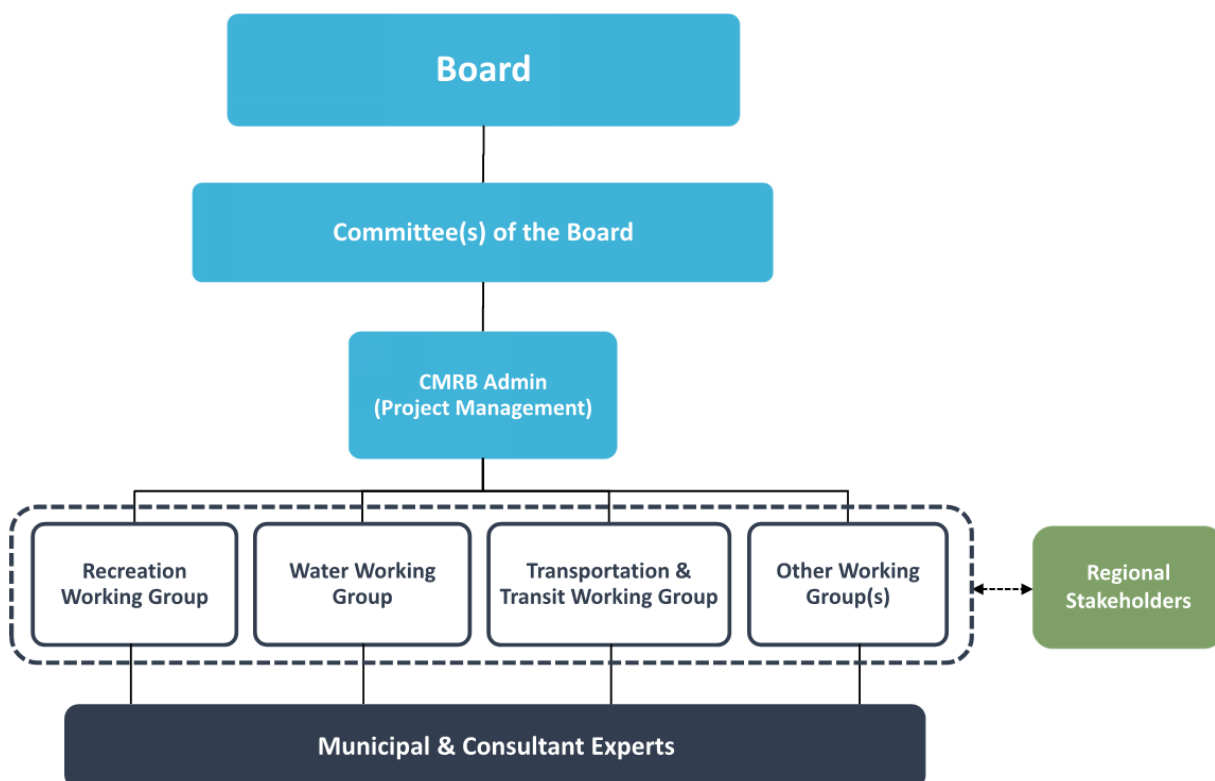 Board
Committee(s) of the Board
CMRB Admin
(Project Management)
Recreation
Working Group
Water Working
Group
Transportation &
Transit Working Group
Other Working
Group(s)
Regional
Stakeholders
Municipal & Consultant Experts